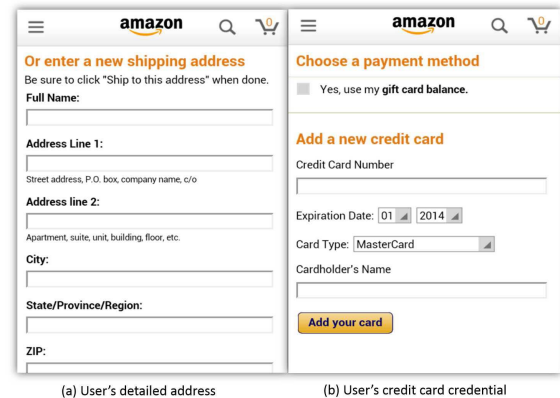 amazon
0
Or enter a new shipping address
Be sure to click "Ship to this address" when done.
Full Name:
Address Line 1:
Street address, P.O. box, company name, c/o
Address line 2:
Apartment, suite, unit, building, floor, etc.
City:
State/Province/Region:
ZIP:
(a) User's detailed address
amazon
0
Choose a payment method
Yes, use my gift card balance.
Add a new credit card
Credit Card Number
Expiration Date: 01 2014
Card Type: MasterCard
Cardholder's Name
Add your card
(b) User's credit card credential